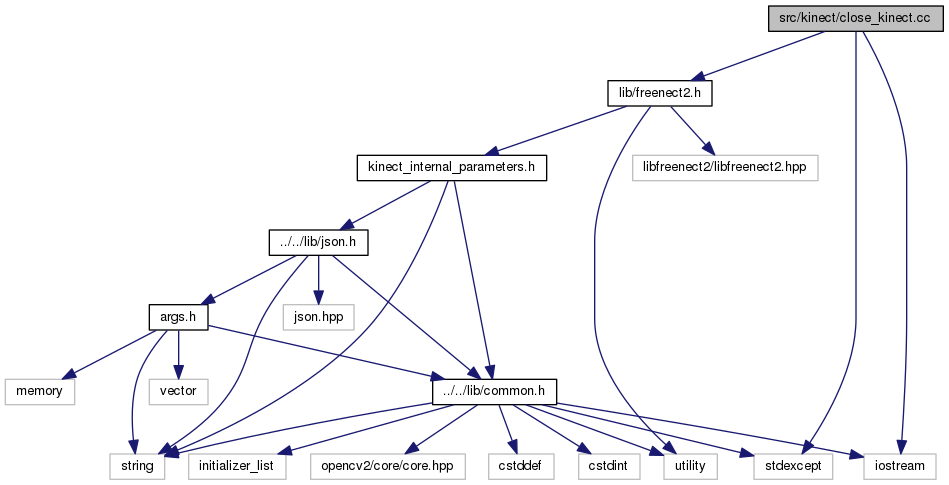 src/kinect/close_kinect.cc
lib/freenect2.h
kinect_internal_parameters.h
libfreenect2/libfreenect2.hpp
../../lib/json.h
args.h
json.hpp
memory
vector
../../lib/common.h
string
initializer_list
opencv2/core/core.hpp
cstddef
cstdint
utility
stdexcept
iostream